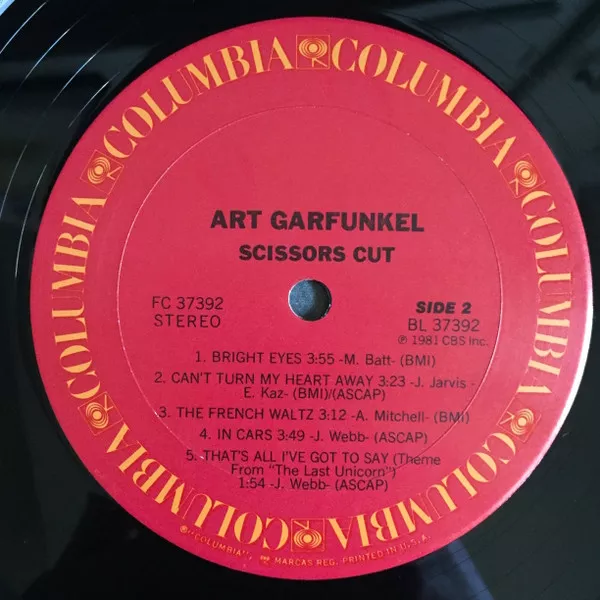 COLUMBIA COLUMBIA COLUMBIA COLUMBIA COLUMBIA COLUMBIA
ART GARFUNKEL
SCISSORS CUT
FC 37392
STEREO
SIDE 2
BL 37392
℗ 1981 CBS Inc.
1. BRIGHT EYES 3:55 -M. Batt- (BMI)
2. CAN'T TURN MY HEART AWAY 3:23 -J. Jarvis -
E. Kaz- (BMI)/(ASCAP)
3. THE FRENCH WALTZ 3:12 -A. Mitchell- (BMI)
4. IN CARS 3:49 -J. Webb- (ASCAP)
5. THAT'S ALL I'VE GOT TO SAY (Theme
From "The Last Unicorn")
1:54 -J. Webb- (ASCAP)
"COLUMBIA", MARCAS REG. PRINTED IN U.S.A.